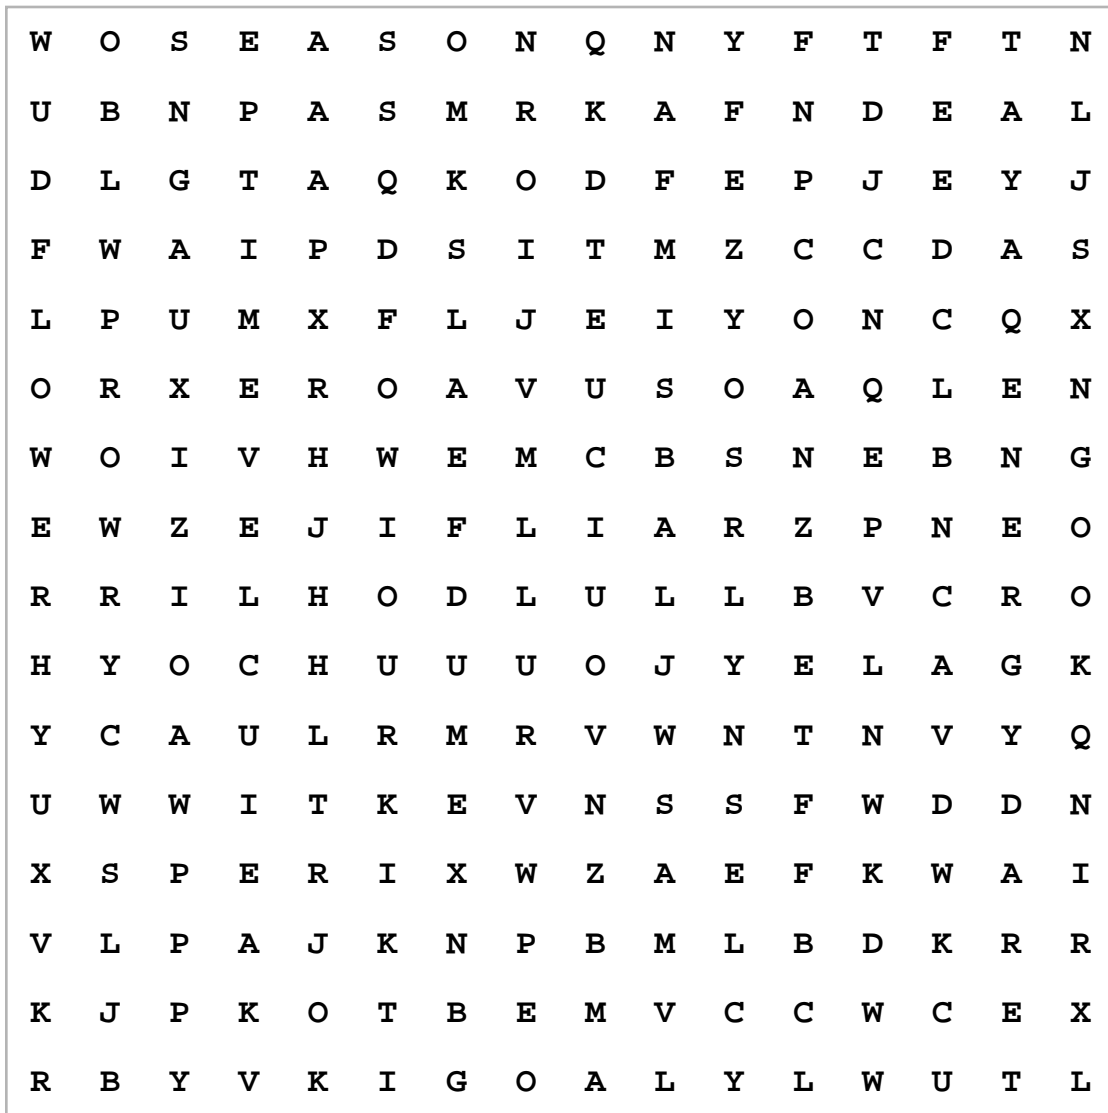 W O S E A S O N Q N Y F T F T N
U B N P A S M R K A F N D E A L
D L G T A Q K O D F E P J E Y J
F W A I P D S I T M Z C C D A S
L P U M X F L J E I Y O N C Q X
O R X E R O A V U S O A Q L E N
W O I V H W E M C B S N E B N G
E W Z E J I F L I A R Z P N E O
R R I L H O D L U L L B V C R O
H Y O C H U U U O J Y E L A G K
Y C A U L R M R V W N T N V Y Q
U W W I T K E V N S S F W D D N
X S P E R I X W Z A E F K W A I
V L P A J K N P B M L B D K R R
K J P K O T B E M V C C W C E X
R B Y V K I G O A L Y L W U T L